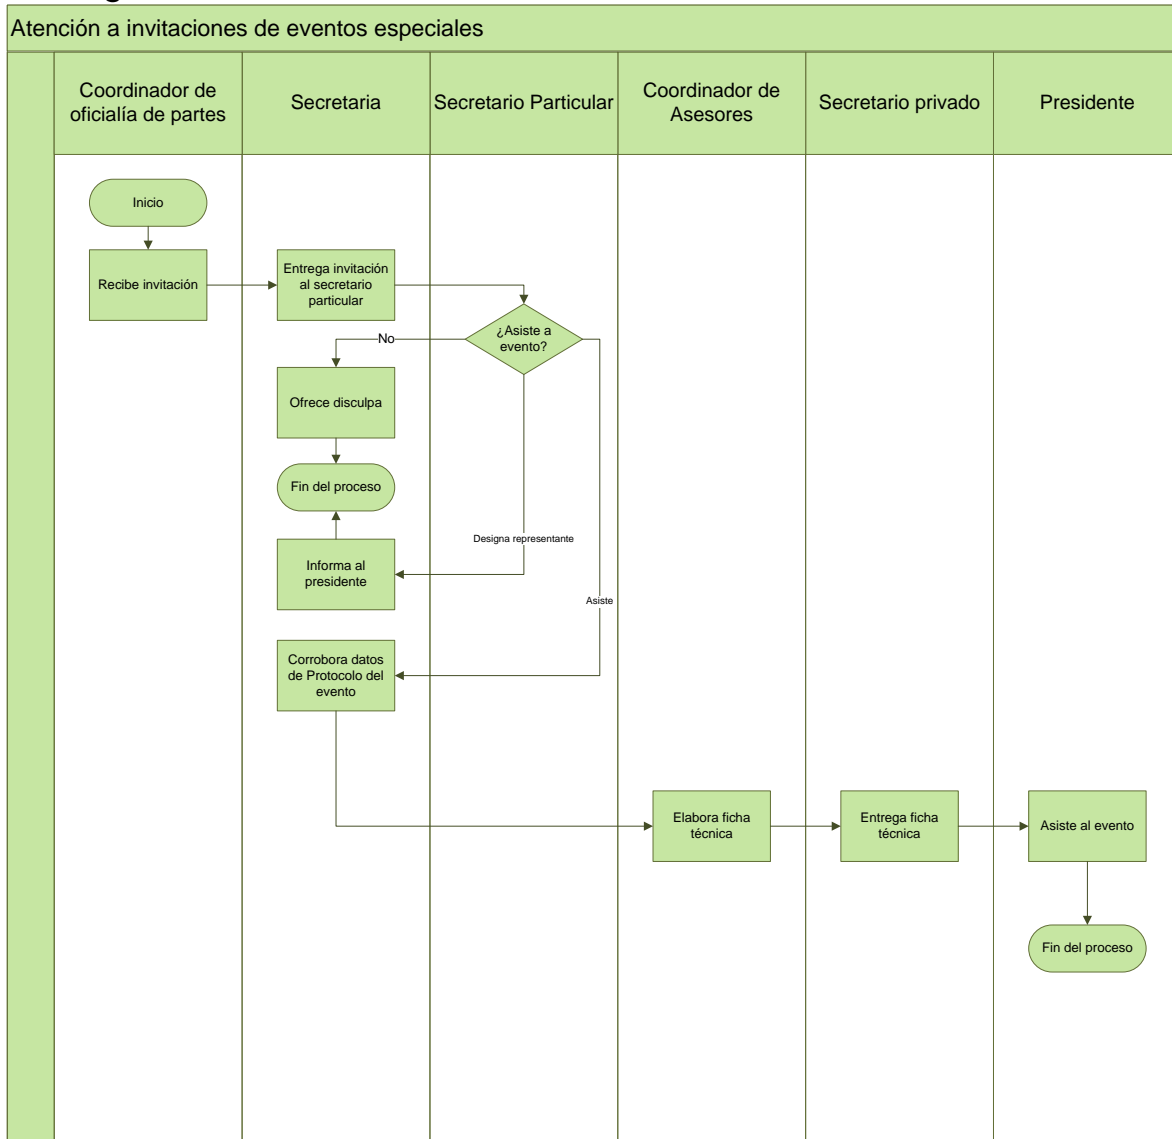 Atención a invitaciones de eventos especiales
Coordinador de
oficialía de partes
Secretaria
Secretario Particular
Coordinador de
Asesores
Secretario privado
Presidente
Inicio
Recibe invitación
Entrega invitación
al secretario
particular
¿Asiste a
evento?
No
Ofrece disculpa
Fin del proceso
Designa representante
Informa al
presidente
Asiste
Corrobora datos
de Protocolo del
evento
Elabora ficha
técnica
Entrega ficha
técnica
Asiste al evento
Fin del proceso